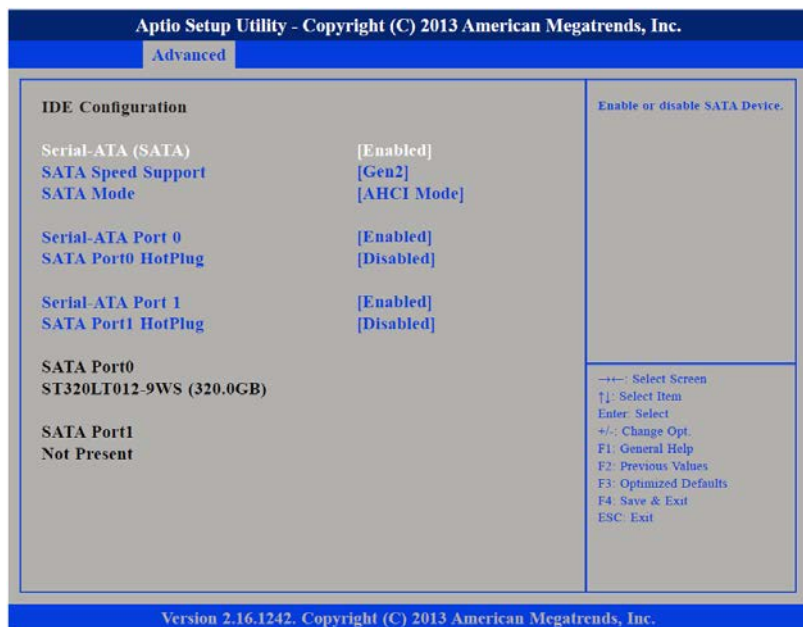 Aptio Setup Utility - Copyright (C) 2013 American Megatrends, Inc.
Advanced
IDE Configuration
Serial-ATA (SATA) [Enabled]
SATA Speed Support [Gen2]
SATA Mode [AHCI Mode]
Serial-ATA Port 0 [Enabled]
SATA Port0 HotPlug [Disabled]
Serial-ATA Port 1 [Enabled]
SATA Port1 HotPlug [Disabled]
SATA Port0
ST320LT012-9WS (320.0GB)
SATA Port1
Not Present
Enable or disable SATA Device.
→←: Select Screen
↑↓: Select Item
Enter: Select
+/-: Change Opt.
F1: General Help
F2: Previous Values
F3: Optimized Defaults
F4: Save & Exit
ESC: Exit
Version 2.16.1242. Copyright (C) 2013 American Megatrends, Inc.